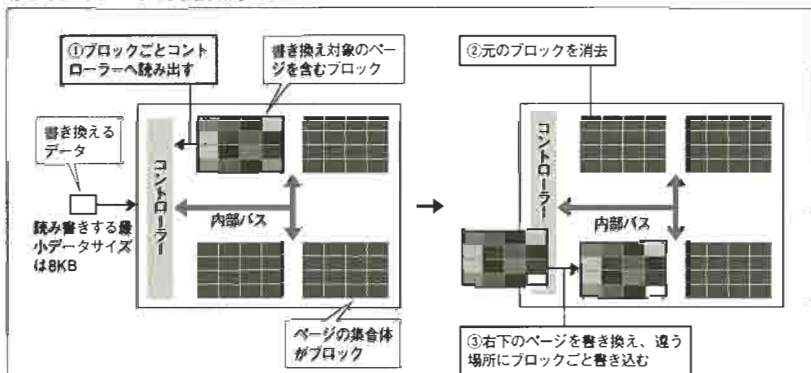 ①ブロックごとコント
ローラーへ読み出す
書き換え対象のペー
ジを含むブロック
書き換える
データ
コントローラー
内部バス
読み書きする最
小データサイズ
は8KB
ページの集合体
がブロック
②元のブロックを消去
コントローラー
内部バス
③右下のページを書き換え、違う
場所にブロックごと書き込む